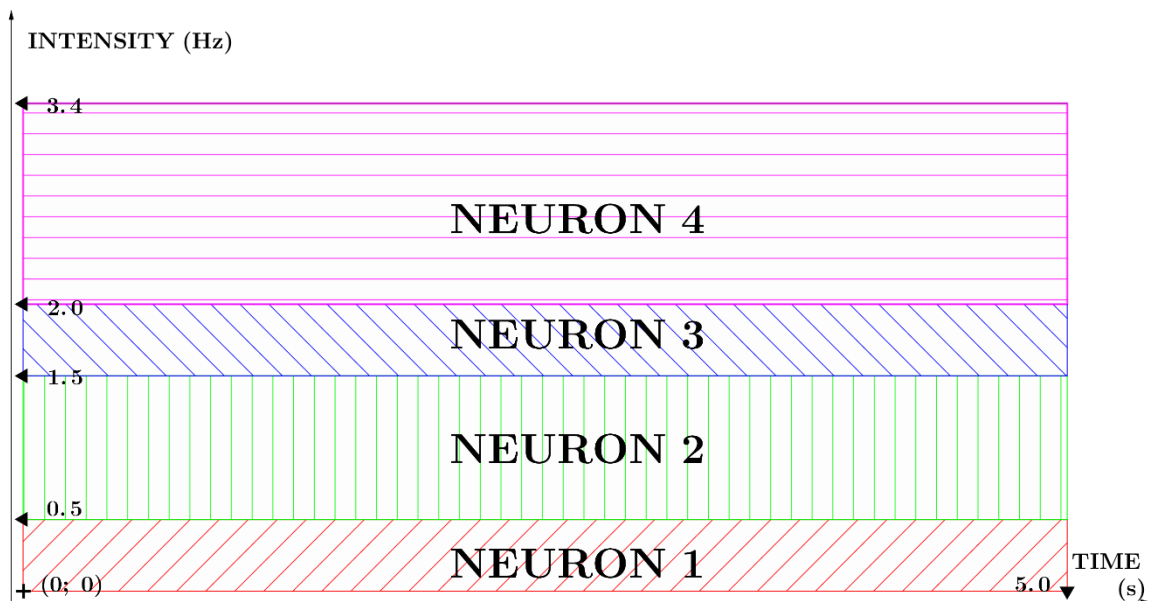 INTENSITY (Hz)
3.4
NEURON 4
2.0
NEURON 3
1.5
NEURON 2
0.5
NEURON 1
(0; 0)
5.0
TIME
(s)